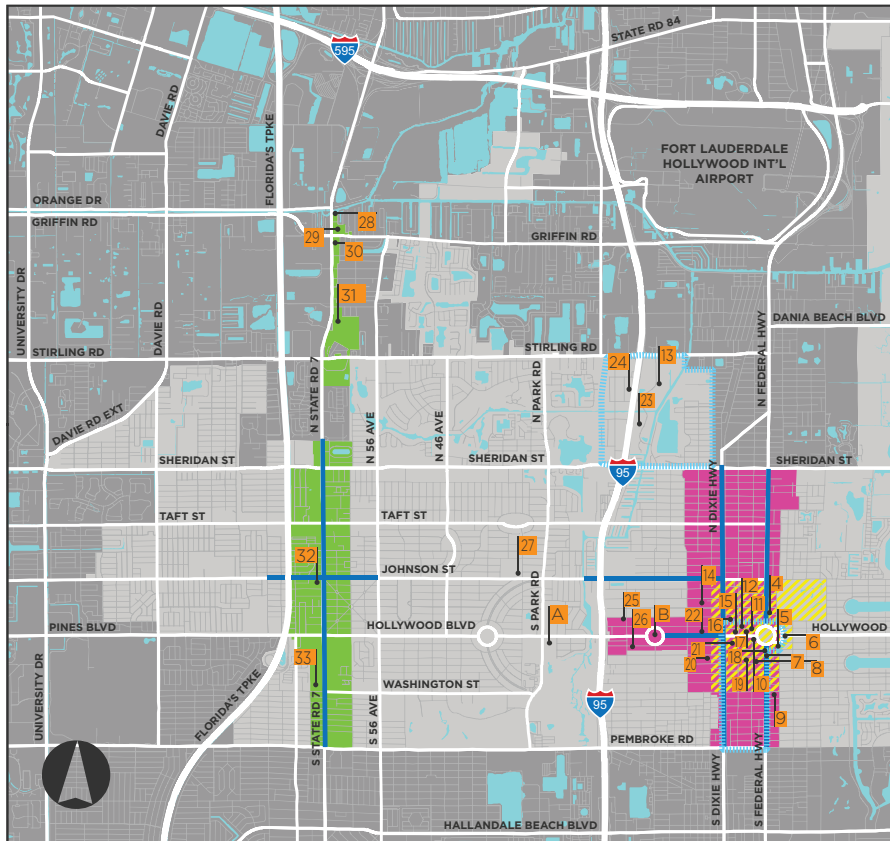 STATE RD 84
595
DAVIE RD
FLORIDA'S TPKE
FORT LAUDERDALE
HOLLYWOOD INT'L
AIRPORT
ORANGE DR
GRIFFIN RD
28
29
30
GRIFFIN RD
31
UNIVERSITY DR
DAVIE RD
N STATE RD 7
N FEDERAL HWY
DANIA BEACH BLVD
STIRLING RD
STIRLING RD
24
13
23
N PARK RD
DAVIE RD EXT
N 56 AVE
N 46 AVE
SHERIDAN ST
SHERIDAN ST
SHERIDAN ST
95
N DIXIE HWY
TAFT ST
TAFT ST
32
27
JOHNSON ST
14
12
4
25
15
11
5
A
B
22
16
PINES BLVD
HOLLYWOOD BLVD
HOLLYWOOD
6
S PARK RD
26
21
17
18
7
20
8
33
WASHINGTON ST
19
10
9
UNIVERSITY DR
FLORIDA'S TPKE
S STATE RD 7
S 56 AVE
95
PEMBROKE RD
S DIXIE HWY
S FEDERAL HWY
HALLANDALE BEACH BLVD